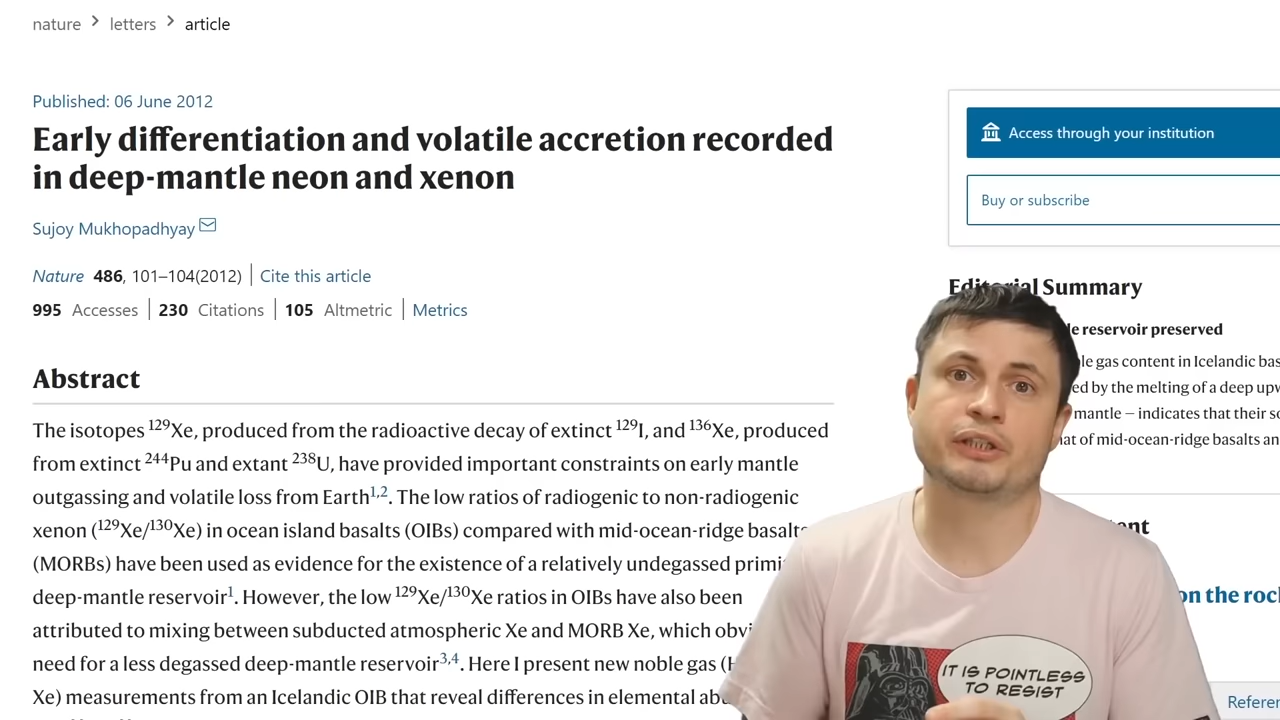 nature > letters > article
Published: 06 June 2012
Early differentiation and volatile accretion recorded
in deep-mantle neon and xenon
Sujoy Mukhopadhyay
Nature 486, 101–104(2012) | Cite this article
995 Accesses | 230 Citations | 105 Altmetric | Metrics
Abstract
The isotopes ¹²⁹Xe, produced from the radioactive decay of extinct ¹²⁹I, and ¹³⁶Xe, produced
from extinct ²⁴⁴Pu and extant ²³⁸U, have provided important constraints on early mantle
outgassing and volatile loss from Earth¹,². The low ratios of radiogenic to non-radiogenic
xenon (¹²⁹Xe/¹³⁰Xe) in ocean island basalts (OIBs) compared with mid-ocean-ridge basalts
(MORBs) have been used as evidence for the existence of a relatively undegassed primi
deep-mantle reservoir¹. However, the low ¹²⁹Xe/¹³⁰Xe ratios in OIBs have also been
attributed to mixing between subducted atmospheric Xe and MORB Xe, which obvi
need for a less degassed deep-mantle reservoir³,⁴. Here I present new noble gas (H
Xe) measurements from an Icelandic OIB that reveal differences in elemental abu
Access through your institution
Buy or subscribe
Editorial Summary
le reservoir preserved
le gas content in Icelandic bas
ed by the melting of a deep upw
mantle – indicates that their so
at of mid-ocean-ridge basalts an
ent
on the rocl
Referen
IT IS POINTLESS
TO RESIST